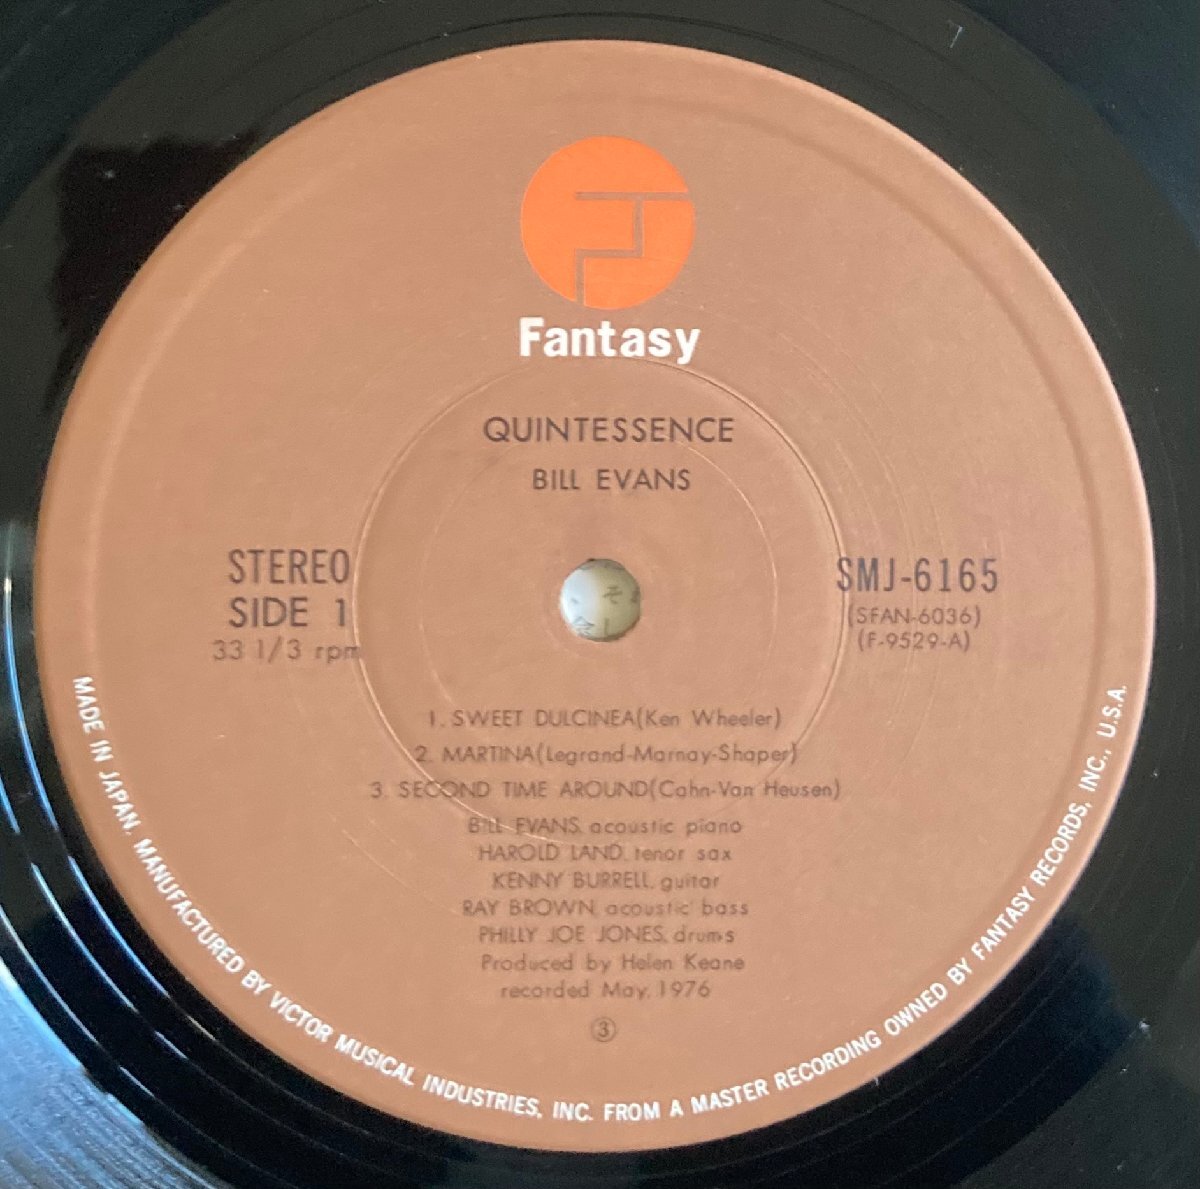 Fantasy
QUINTESSENCE
BILL EVANS
STEREO
SIDE 1
33 1/3 rpm
SMJ-6165
(SFAN-6036)
(F-9529-A)
1. SWEET DULCINEA(Ken Wheeler)
2. MARTINA(Legrand-Marnay-Shaper)
3. SECOND TIME AROUND(Cahn-Van Heusen)
BILL EVANS, acoustic piano
HAROLD LAND, tenor sax
KENNY BURRELL, guitar
RAY BROWN, acoustic bass
PHILLY JOE JONES, drums
Produced by Helen Keane
recorded May, 1976
③
MADE IN JAPAN. MANUFACTURED BY VICTOR MUSICAL INDUSTRIES, INC. FROM A MASTER RECORDING OWNED BY FANTASY RECORDS, INC., U.S.A.